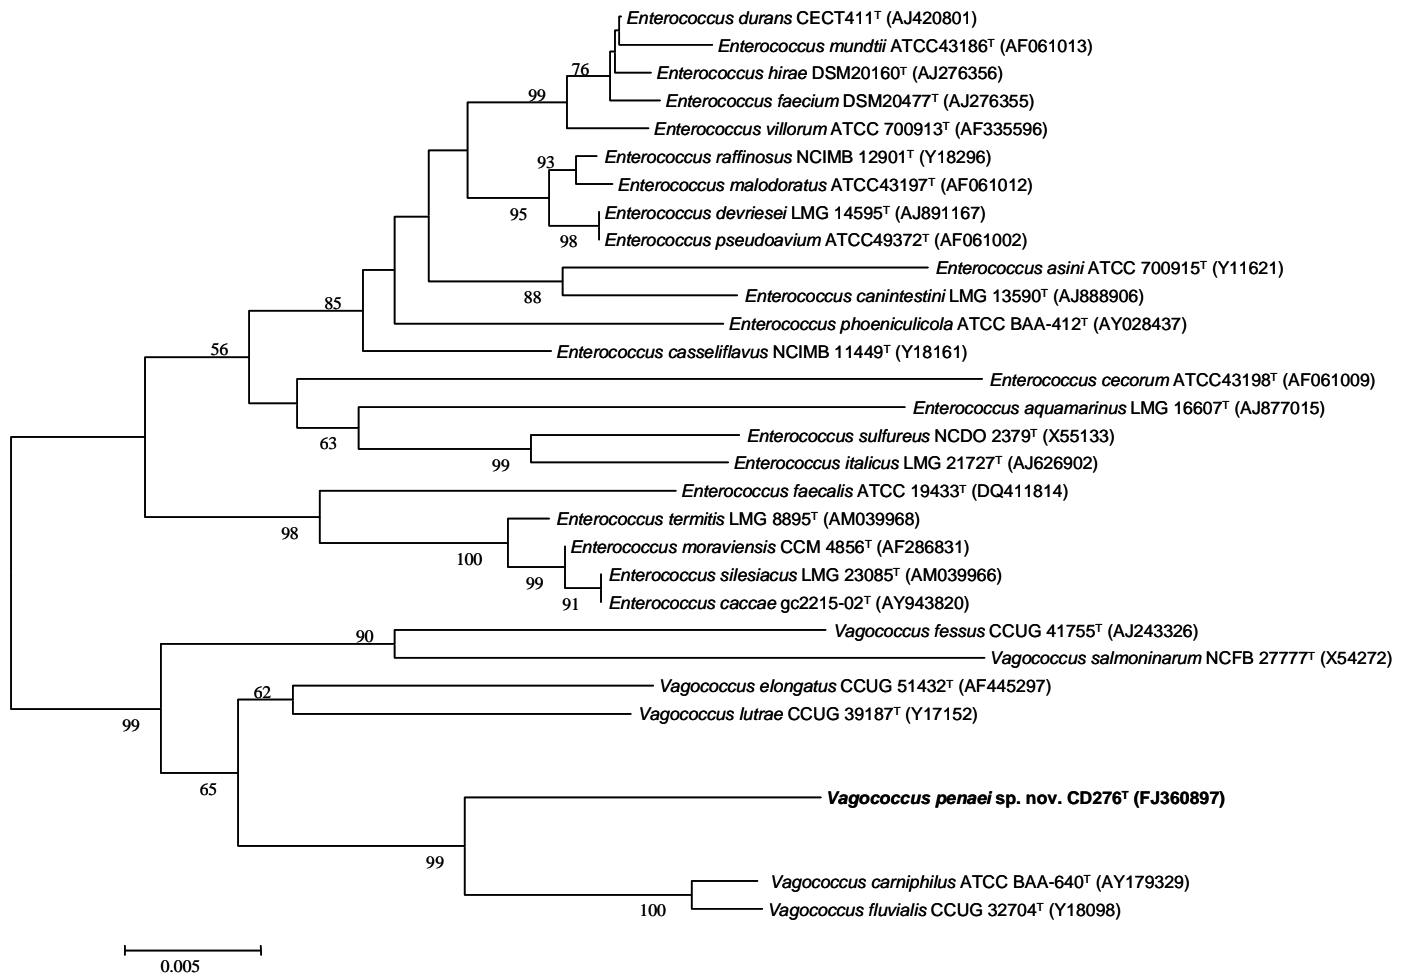 Enterococcus durans CECT411ᵀ (AJ420801)
Enterococcus mundtii ATCC43186ᵀ (AF061013)
76
Enterococcus hirae DSM20160ᵀ (AJ276356)
99
Enterococcus faecium DSM20477ᵀ (AJ276355)
Enterococcus villorum ATCC 700913ᵀ (AF335596)
93
Enterococcus raffinosus NCIMB 12901ᵀ (Y18296)
Enterococcus malodoratus ATCC43197ᵀ (AF061012)
95
Enterococcus devriesei LMG 14595ᵀ (AJ891167)
98
Enterococcus pseudoavium ATCC49372ᵀ (AF061002)
Enterococcus asini ATCC 700915ᵀ (Y11621)
88
Enterococcus canintestini LMG 13590ᵀ (AJ888906)
85
Enterococcus phoeniculicola ATCC BAA-412ᵀ (AY028437)
56
Enterococcus casseliflavus NCIMB 11449ᵀ (Y18161)
Enterococcus cecorum ATCC43198ᵀ (AF061009)
Enterococcus aquamarinus LMG 16607ᵀ (AJ877015)
63
Enterococcus sulfureus NCDO 2379ᵀ (X55133)
99
Enterococcus italicus LMG 21727ᵀ (AJ626902)
Enterococcus faecalis ATCC 19433ᵀ (DQ411814)
98
Enterococcus termitis LMG 8895ᵀ (AM039968)
100
Enterococcus moraviensis CCM 4856ᵀ (AF286831)
99
Enterococcus silesiacus LMG 23085ᵀ (AM039966)
91
Enterococcus caccae gc2215-02ᵀ (AY943820)
90
Vagococcus fessus CCUG 41755ᵀ (AJ243326)
Vagococcus salmoninarum NCFB 27777ᵀ (X54272)
62
Vagococcus elongatus CCUG 51432ᵀ (AF445297)
99
Vagococcus lutrae CCUG 39187ᵀ (Y17152)
65
Vagococcus penaei sp. nov. CD276ᵀ (FJ360897)
99
Vagococcus carniphilus ATCC BAA-640ᵀ (AY179329)
100
Vagococcus fluvialis CCUG 32704ᵀ (Y18098)
0.005